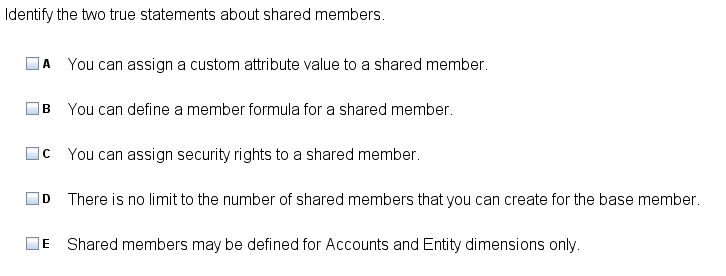 Identify the two true statements about shared members.
A You can assign a custom attribute value to a shared member.
B You can define a member formula for a shared member.
C You can assign security rights to a shared member.
D There is no limit to the number of shared members that you can create for the base member.
E Shared members may be defined for Accounts and Entity dimensions only.